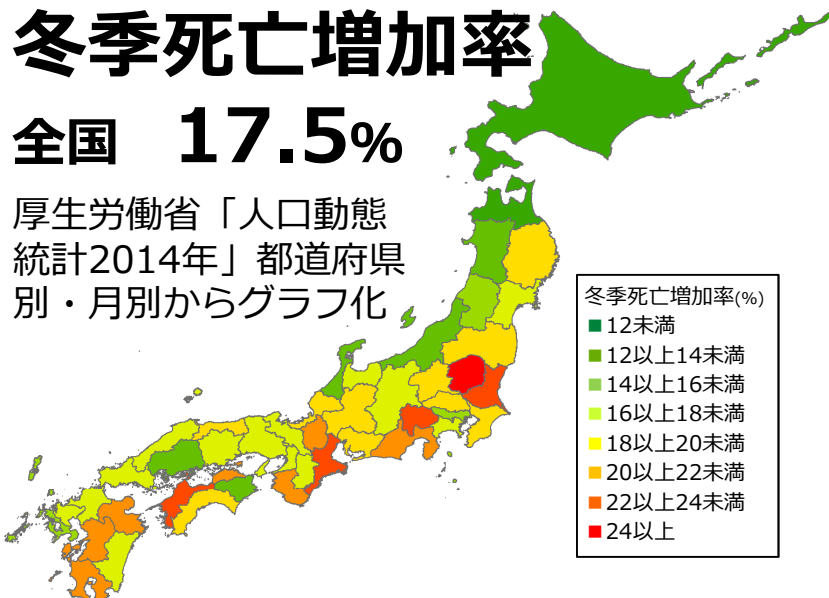 冬季死亡増加率
全国 17.5%
厚生労働省「人口動態
統計2014年」都道府県
別・月別からグラフ化
冬季死亡増加率(%)
12未満
12以上14未満
14以上16未満
16以上18未満
18以上20未満
20以上22未満
22以上24未満
24以上